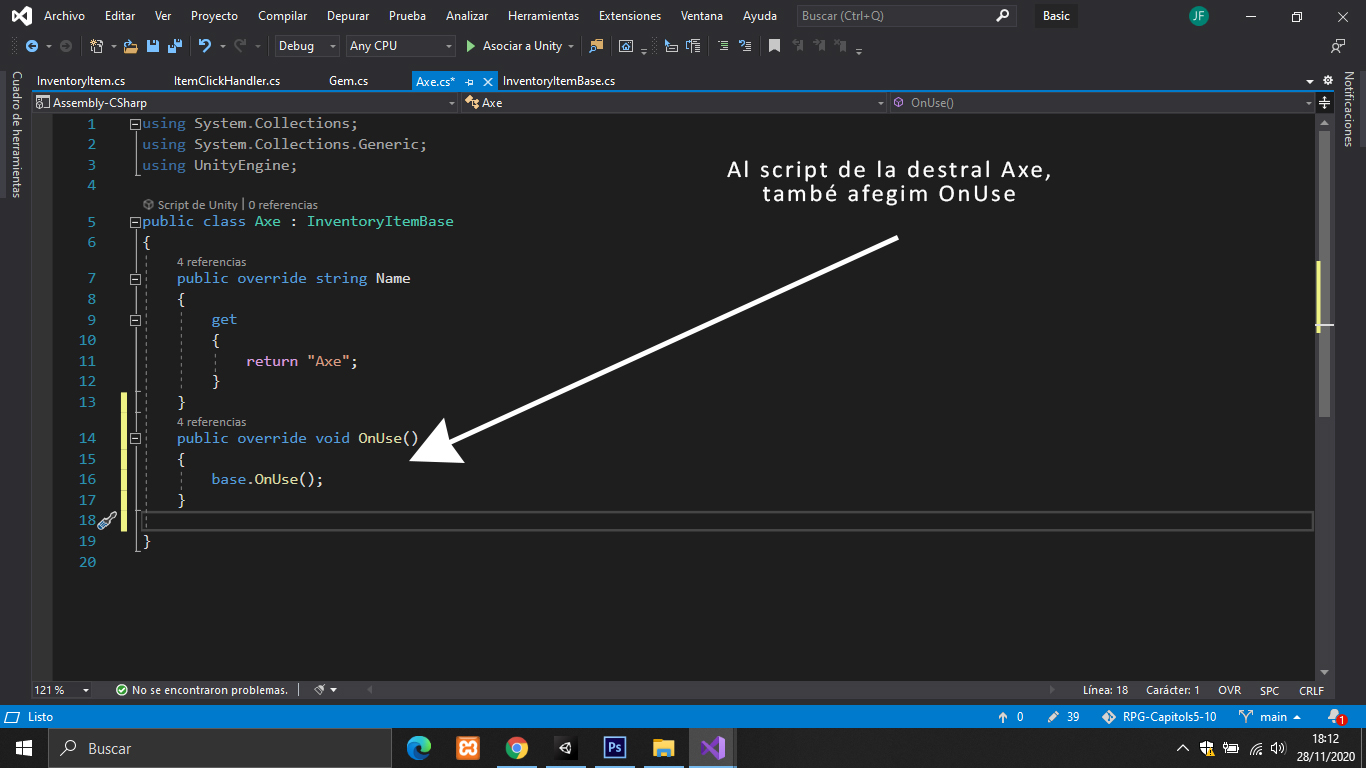 Archivo Editar Ver Proyecto Compilar Depurar Prueba Analizar Herramientas Extensiones Ventana Ayuda Buscar (Ctrl+Q) Basic JF
Debug Any CPU Asociar a Unity
InventoryItem.cs ItemClickHandler.cs Gem.cs Axe.cs* InventoryItemBase.cs
Assembly-CSharp Axe OnUse()
Cuadro de herramientas
Notificaciones
1 using System.Collections;
2 using System.Collections.Generic;
3 using UnityEngine;
4
Script de Unity | 0 referencias
5 public class Axe : InventoryItemBase
6 {
4 referencias
7 public override string Name
8 {
9 get
10 {
11 return "Axe";
12 }
13 }
4 referencias
14 public override void OnUse()
15 {
16 base.OnUse();
17 }
18
19 }
20
Al script de la destral Axe,
també afegim OnUse
121 % No se encontraron problemas. Línea: 18 Carácter: 1 OVR SPC CRLF
Listo 0 39 RPG-Capitols5-10 main 1
Buscar Ps 18:12
28/11/2020